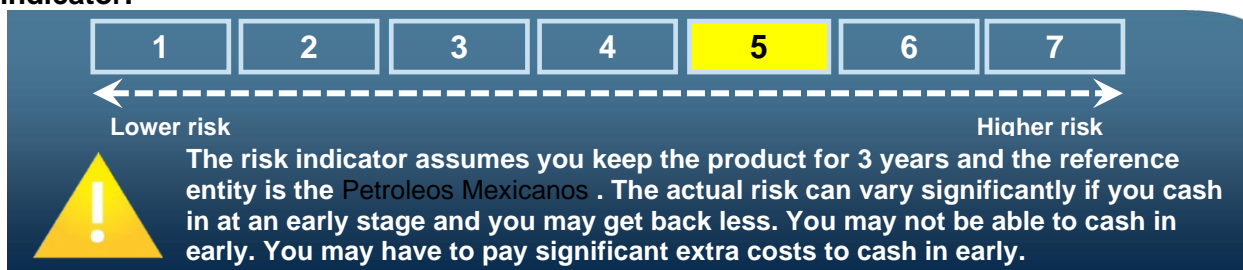 Indicator:
1 2 3 4 5 6 7
Lower risk Higher risk
The risk indicator assumes you keep the product for 3 years and the reference
entity is the Petroleos Mexicanos . The actual risk can vary significantly if you cash
in at an early stage and you may get back less. You may not be able to cash in
early. You may have to pay significant extra costs to cash in early.